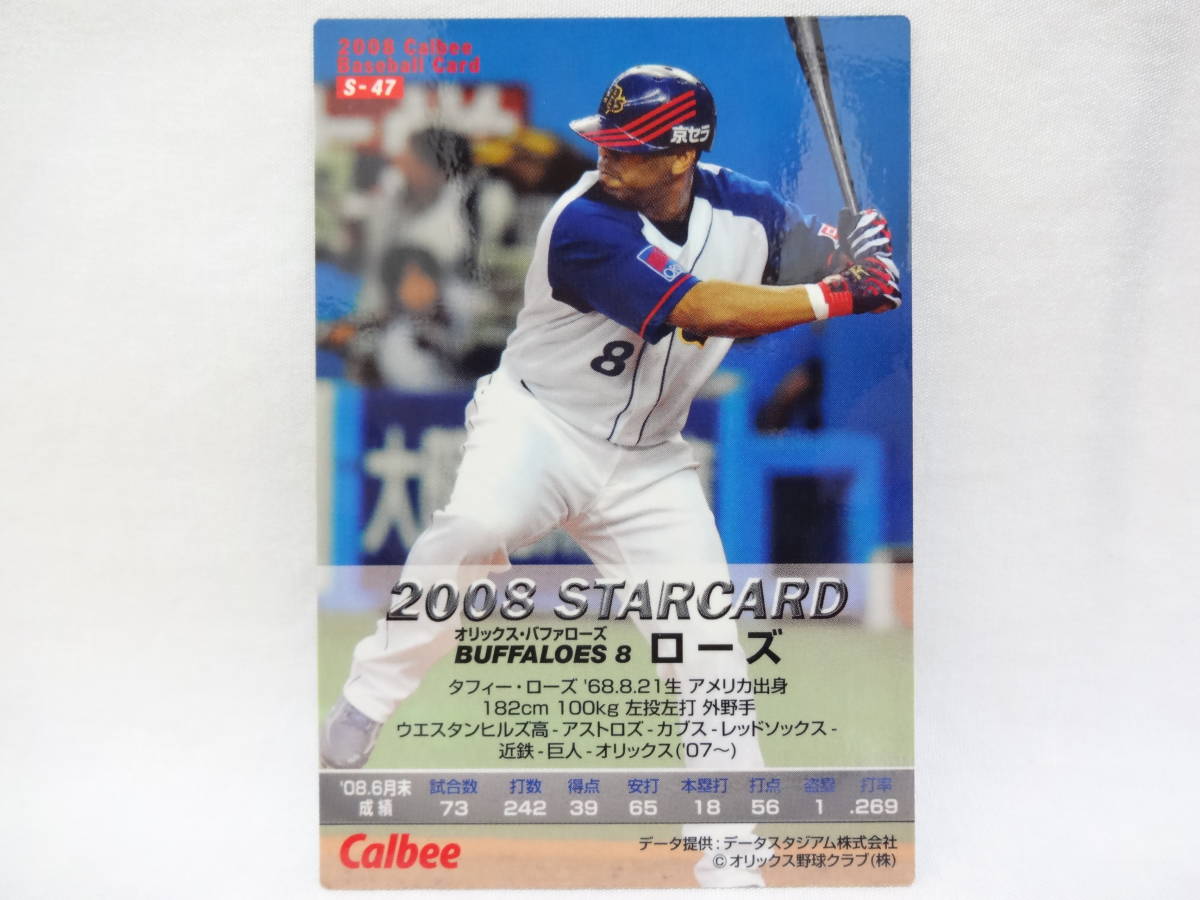 2008 Calbee
Baseball Card
S-47
京セラ
8
大
2008 STARCARD
オリックス・バファローズ
BUFFALOES 8 ローズ
タフィー・ローズ '68.8.21生 アメリカ出身
182cm 100kg 左投左打 外野手
ウエスタンヒルズ高-アストロズ-カブス-レッドソックス-
近鉄-巨人-オリックス('07~)
'08.6月末成績 試合数 打数 得点 安打 本塁打 打点 盗塁 打率
73 242 39 65 18 56 1 .269
Calbee
データ提供:データスタジアム株式会社
©オリックス野球クラブ(株)